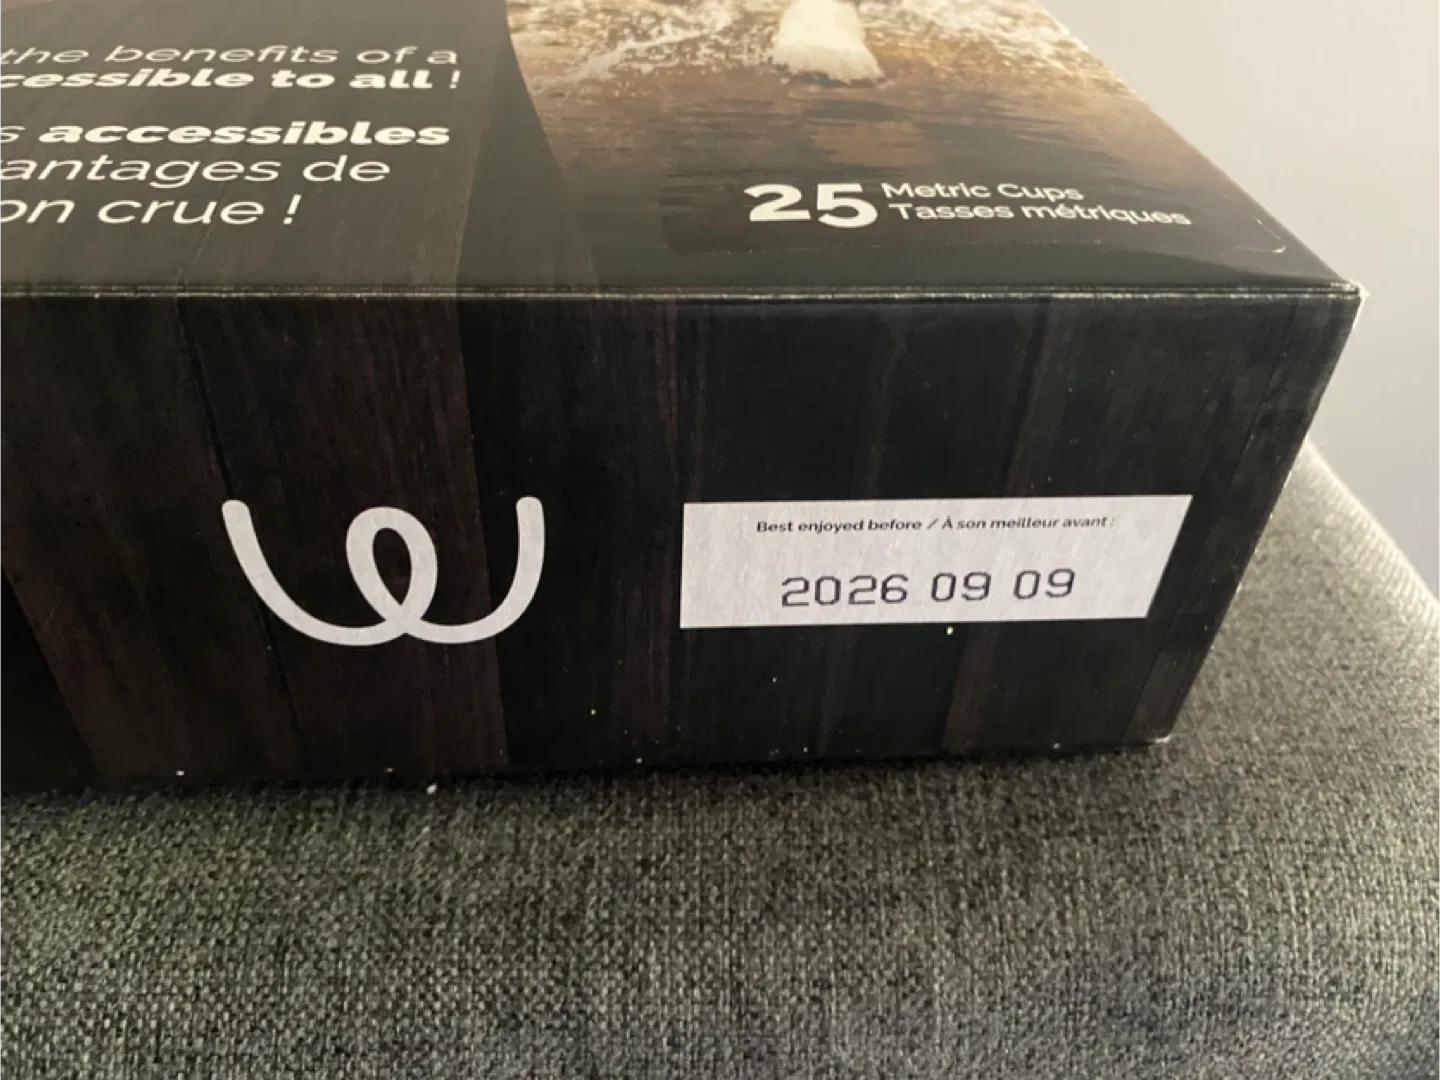 the benefits of a
cessible to all !
s accessibles
antages de
on crue !
25 Metric Cups
Tasses métriques
Best enjoyed before / À son meilleur avant :
2026 09 09